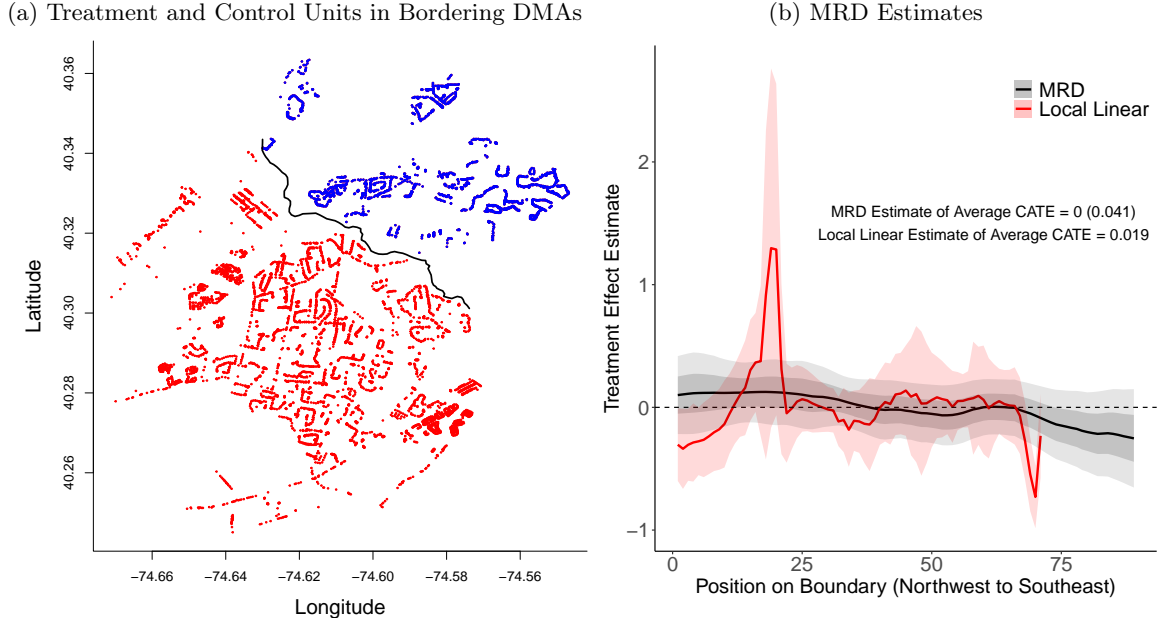 (a) Treatment and Control Units in Bordering DMAs
40.36
40.34
40.32
40.30
40.28
40.26
Latitude
−74.66
−74.64
−74.62
−74.60
−74.58
−74.56
Longitude
(b) MRD Estimates
MRD
Local Linear
MRD Estimate of Average CATE = 0 (0.041)
Local Linear Estimate of Average CATE = 0.019
Treatment Effect Estimate
2
1
0
−1
0
25
50
75
Position on Boundary (Northwest to Southeast)